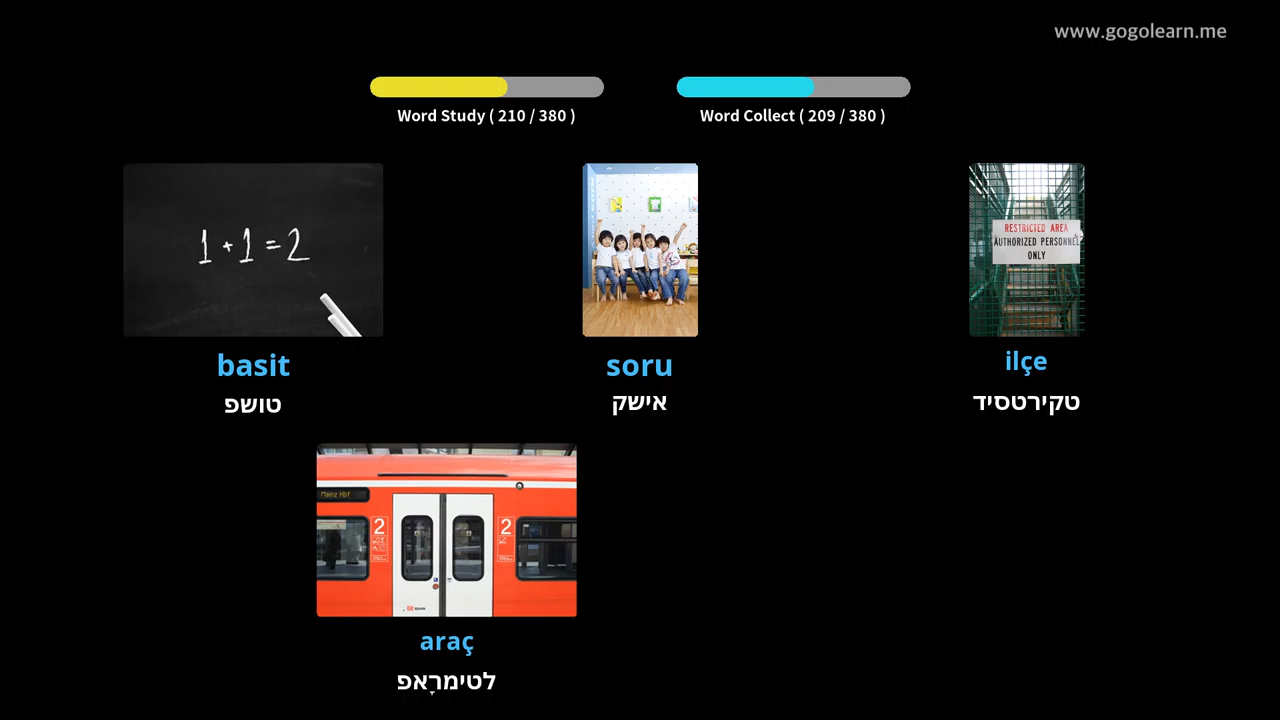 www.gogolearn.me
Word Study ( 210 / 380 )
Word Collect ( 209 / 380 )
1 + 1 = 2
RESTRICTED AREA
AUTHORIZED PERSONNEL
ONLY
basit
טושפ
soru
אישק
ilçe
טקירטסיד
Mainz Hbf
2
2
araç
לטימרָאפ